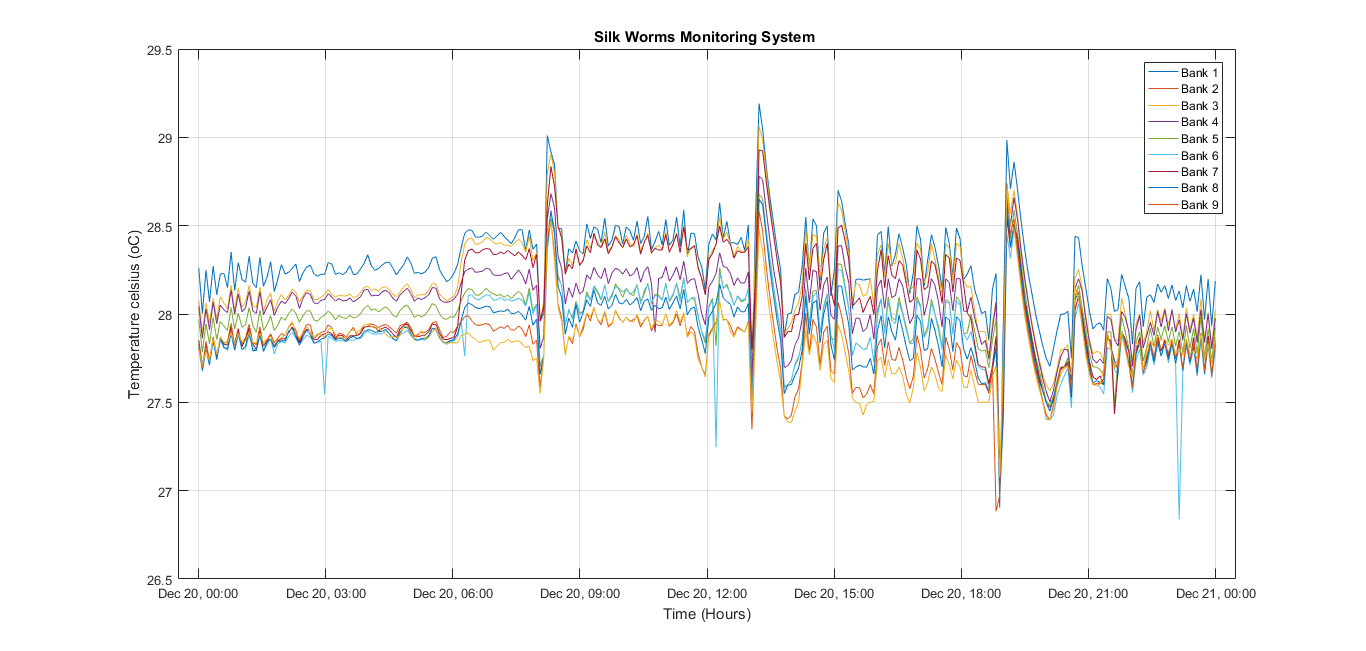 Silk Worms Monitoring System
29.5
29
28.5
28
27.5
27
26.5
Temperature celsius (oC)
Bank 1
Bank 2
Bank 3
Bank 4
Bank 5
Bank 6
Bank 7
Bank 8
Bank 9
Dec 20, 00:00 Dec 20, 03:00 Dec 20, 06:00 Dec 20, 09:00 Dec 20, 12:00 Dec 20, 15:00 Dec 20, 18:00 Dec 20, 21:00 Dec 21, 00:00
Time (Hours)